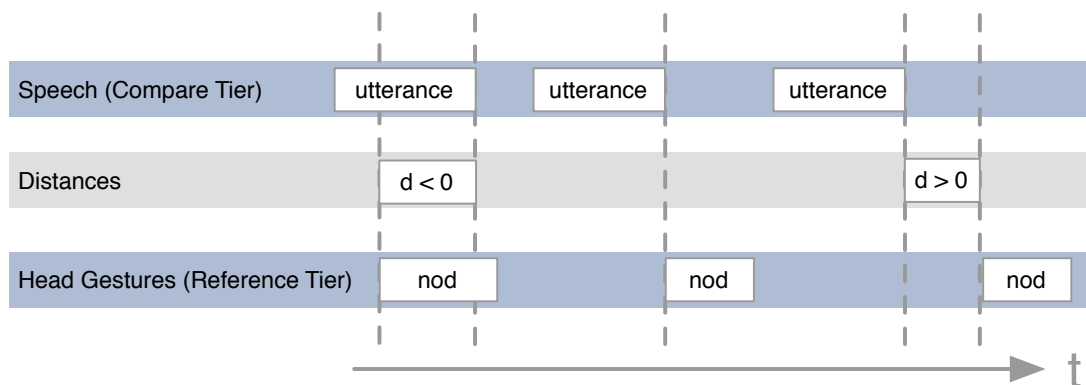 Speech (Compare Tier) utterance utterance utterance
Distances d < 0 d > 0
Head Gestures (Reference Tier) nod nod nod
t